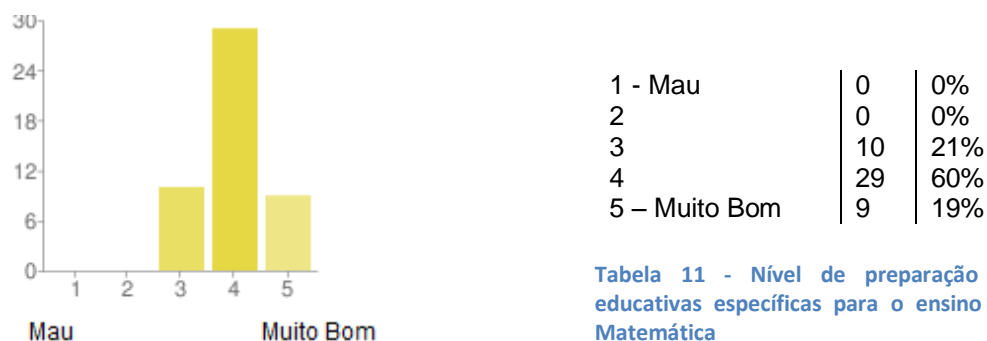 30
24
18
12
6
0
1 2 3 4 5
Mau Muito Bom
1 - Mau 0 0%
2 0 0%
3 10 21%
4 29 60%
5 – Muito Bom 9 19%
Tabela 11 - Nível de preparação
educativas específicas para o ensino
Matemática